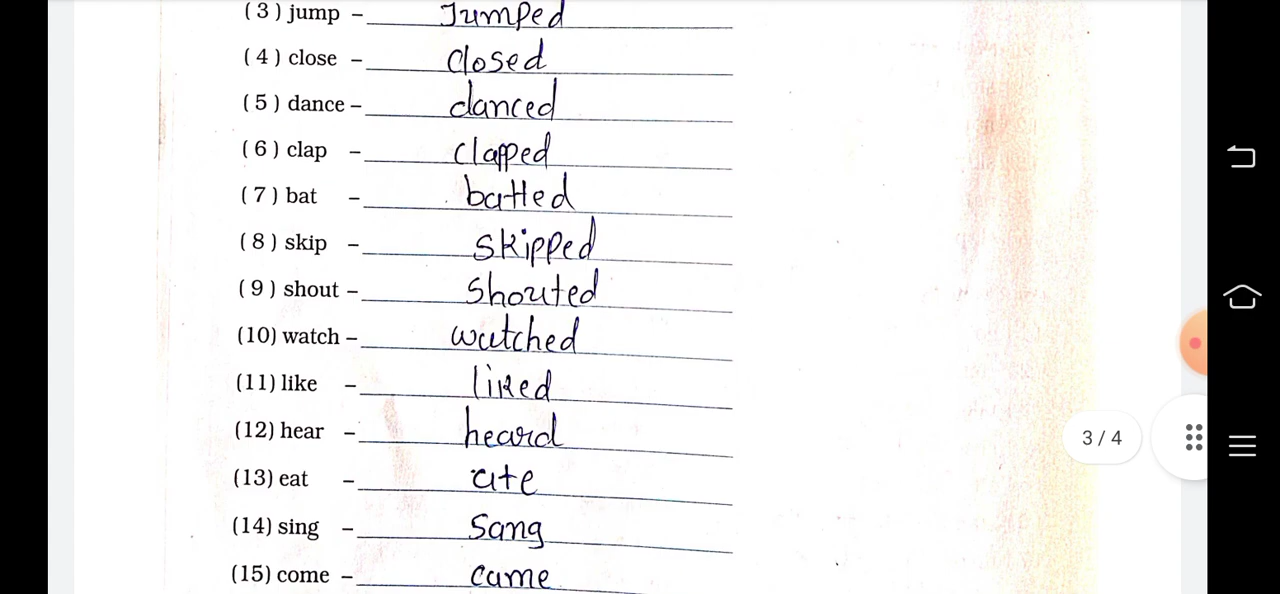 (3) jump - Jumped
(4) close - closed
(5) dance - danced
(6) clap - clapped
(7) bat - batted
(8) skip - skipped
(9) shout - shouted
(10) watch - watched
(11) like - liked
(12) hear - heard
(13) eat - ate
(14) sing - Sang
(15) come - came
3 / 4